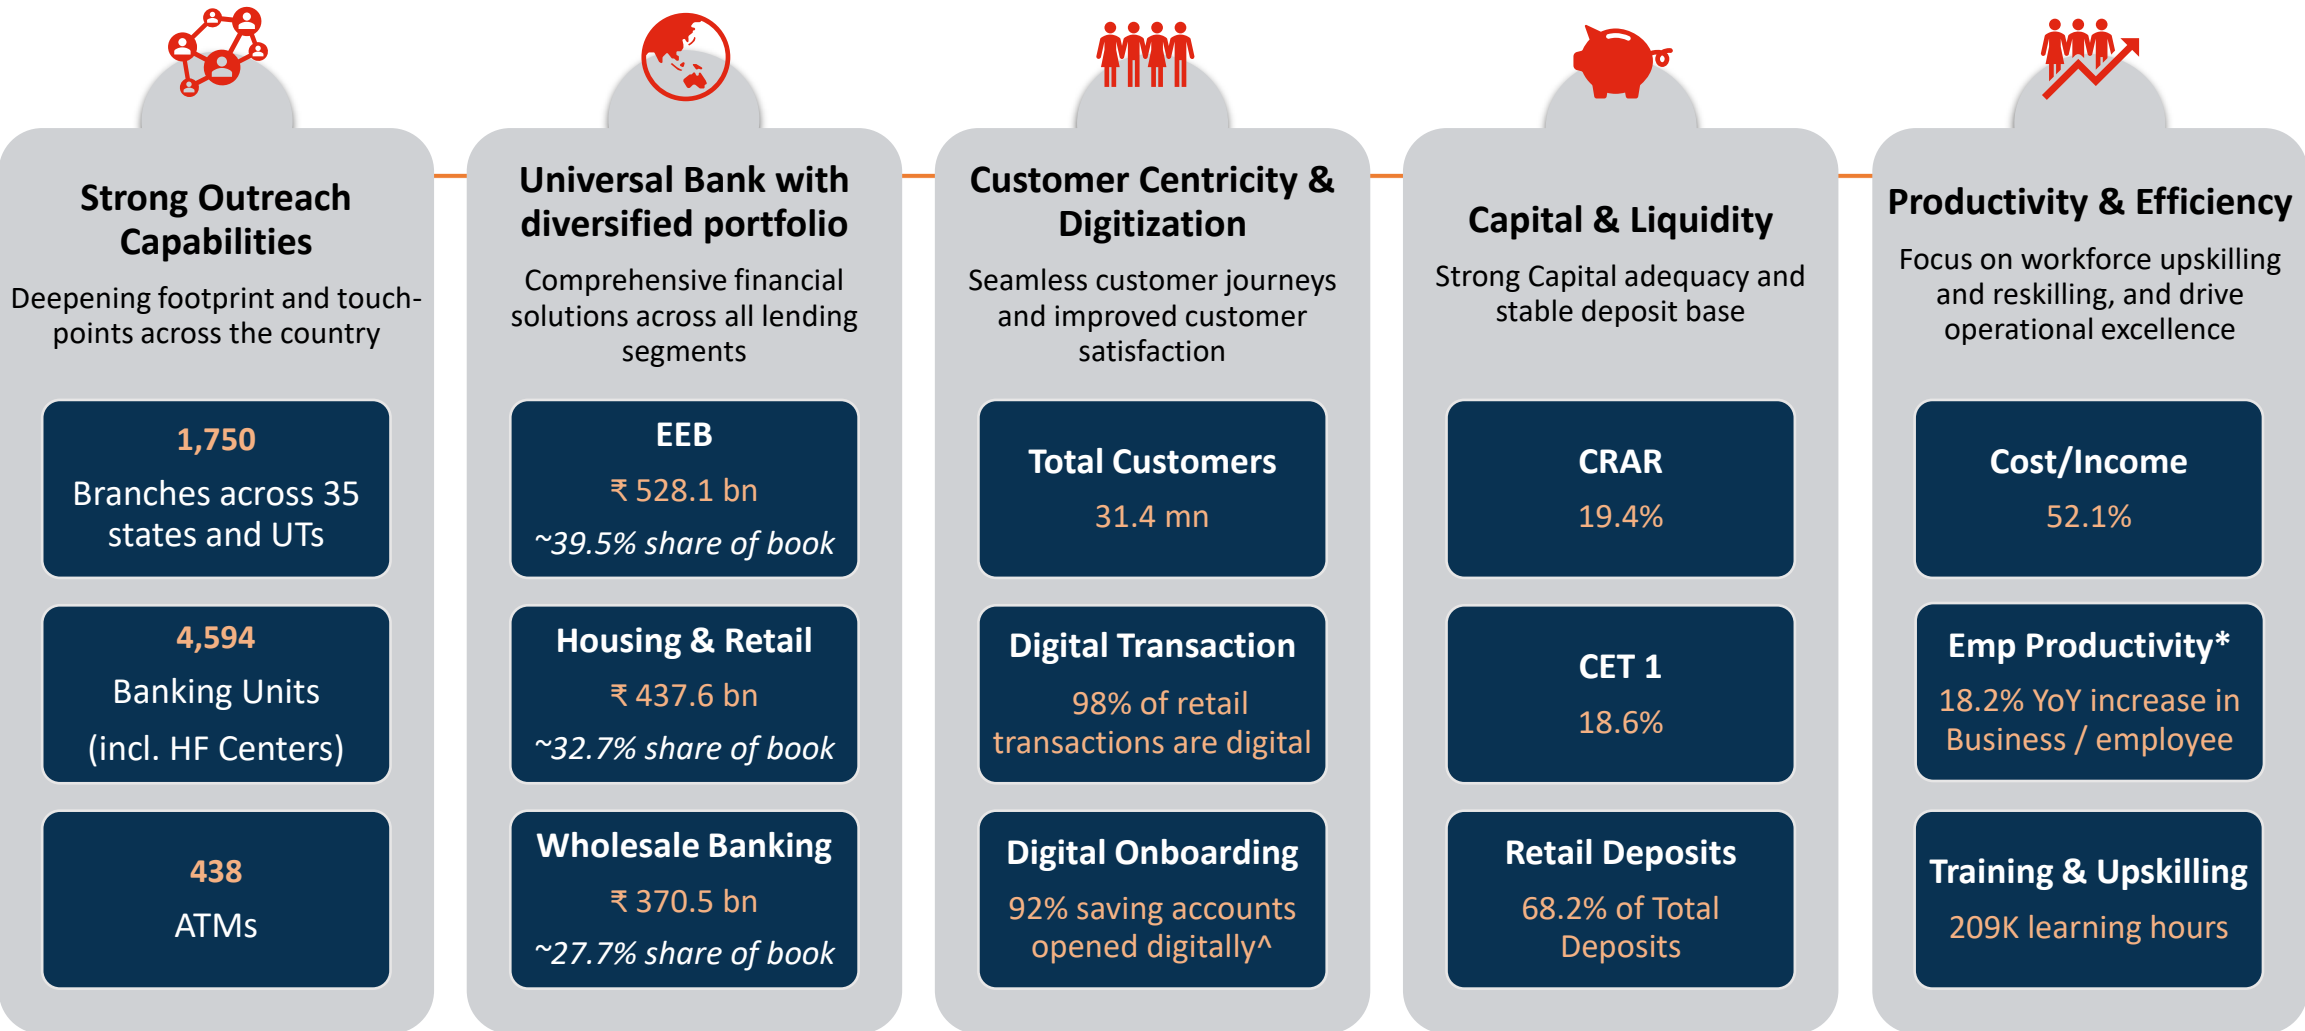 Strong Outreach
Capabilities
Deepening footprint and touch-
points across the country
1,750
Branches across 35
states and UTs
4,594
Banking Units
(incl. HF Centers)
438
ATMs
Universal Bank with
diversified portfolio
Comprehensive financial
solutions across all lending
segments
EEB
₹ 528.1 bn
~39.5% share of book
Housing & Retail
₹ 437.6 bn
~32.7% share of book
Wholesale Banking
₹ 370.5 bn
~27.7% share of book
Customer Centricity &
Digitization
Seamless customer journeys
and improved customer
satisfaction
Total Customers
31.4 mn
Digital Transaction
98% of retail
transactions are digital
Digital Onboarding
92% saving accounts
opened digitally^
Capital & Liquidity
Strong Capital adequacy and
stable deposit base
CRAR
19.4%
CET 1
18.6%
Retail Deposits
68.2% of Total
Deposits
Productivity & Efficiency
Focus on workforce upskilling
and reskilling, and drive
operational excellence
Cost/Income
52.1%
Emp Productivity*
18.2% YoY increase in
Business / employee
Training & Upskilling
209K learning hours